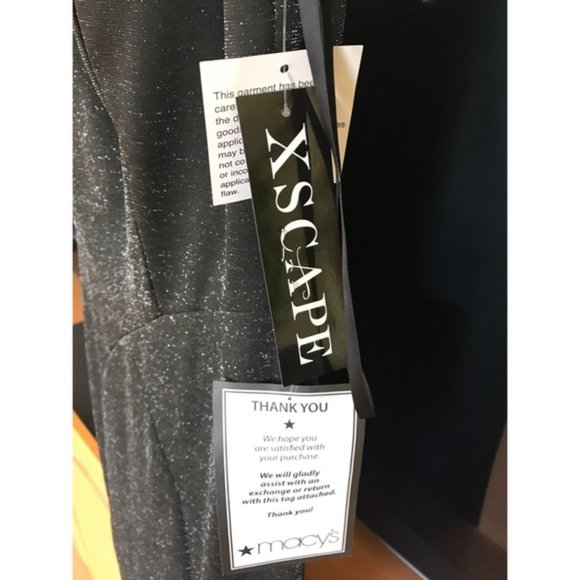 This garment has been
care
the d
good
applic
may b
not co
or inco
applica
flaw.
XSCAPE
THANK YOU
We hope you
are satisfied with
your purchase.
We will gladly
assist with an
exchange or return
with this tag attached.
Thank you!
macy's